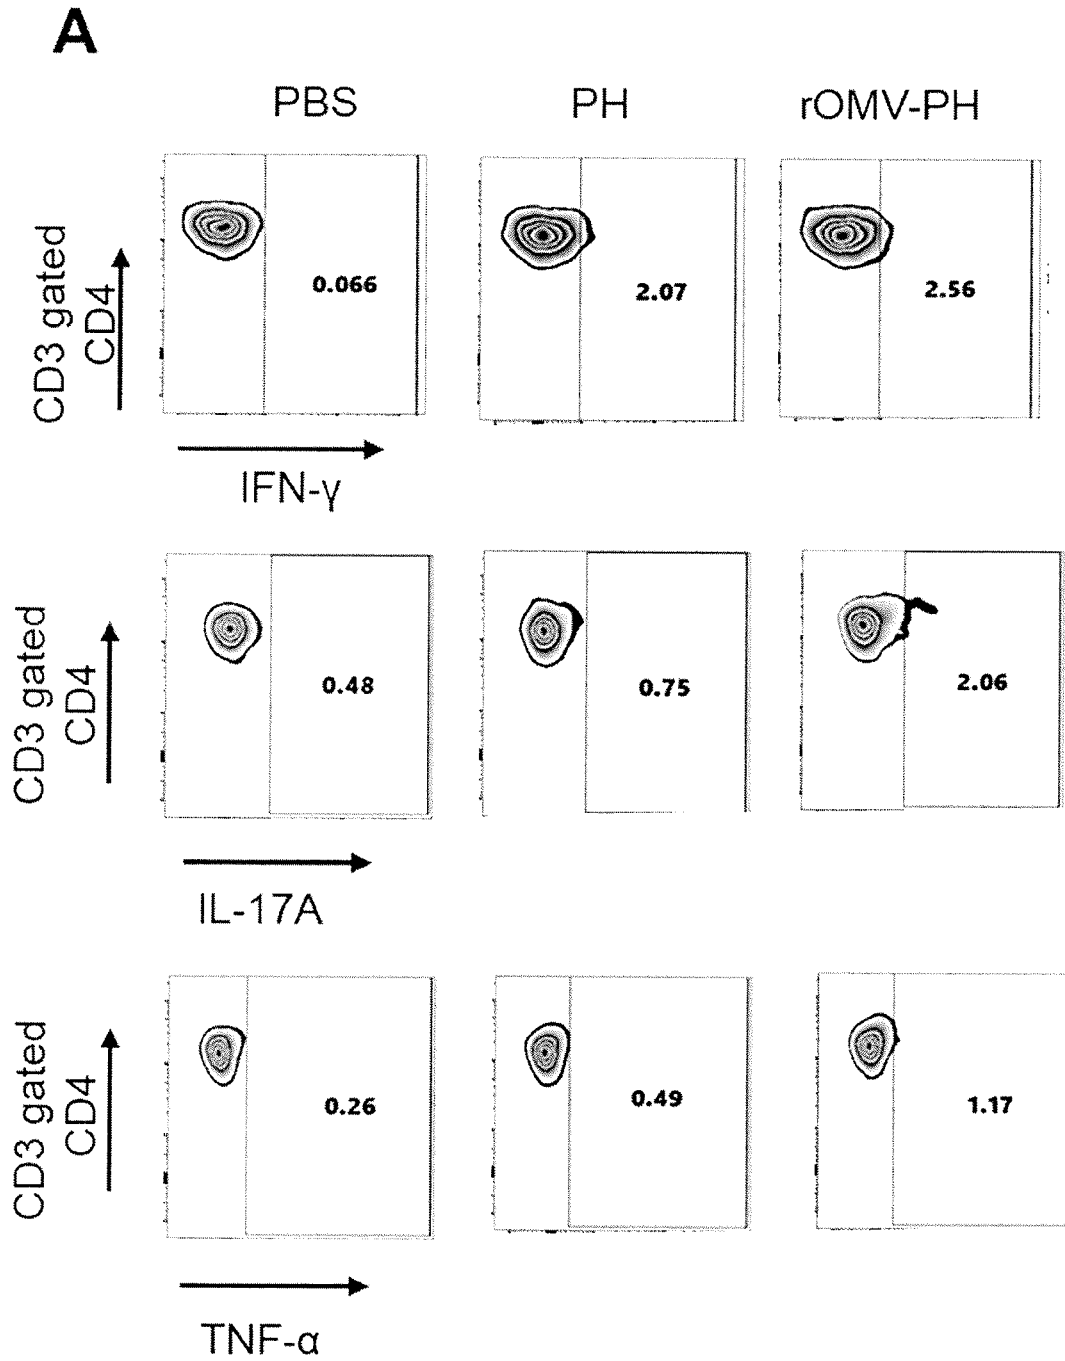 A
PBS PH rOMV-PH
CD3 gated
CD4
0.066 2.07 2.56
IFN-γ
CD3 gated
CD4
0.48 0.75 2.06
IL-17A
CD3 gated
CD4
0.26 0.49 1.17
TNF-α